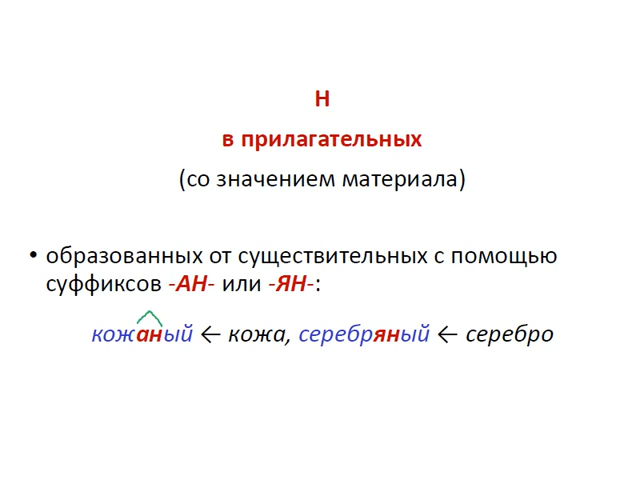 Н
в прилагательных
(со значением материала)
• образованных от существительных с помощью
суффиксов -АН- или -ЯН-:
кожаный ← кожа, серебряный ← серебро